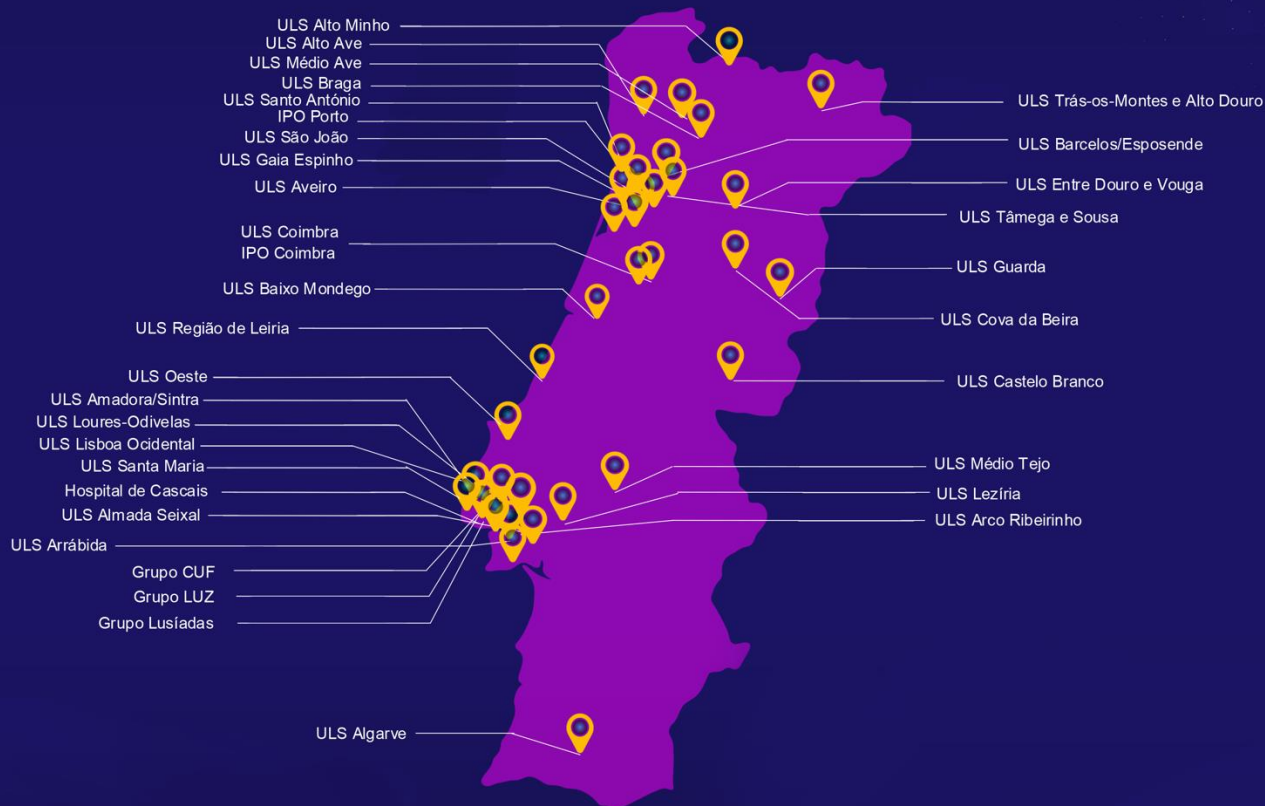 ULS Alto Minho
ULS Alto Ave
ULS Médio Ave
ULS Braga
ULS Santo António
IPO Porto
ULS São João
ULS Gaia Espinho
ULS Aveiro
ULS Coimbra
IPO Coimbra
ULS Baixo Mondego
ULS Região de Leiria
ULS Oeste
ULS Amadora/Sintra
ULS Loures-Odivelas
ULS Lisboa Ocidental
ULS Santa Maria
Hospital de Cascais
ULS Almada Seixal
ULS Arrábida
Grupo CUF
Grupo LUZ
Grupo Lusíadas
ULS Algarve
ULS Trás-os-Montes e Alto Douro
ULS Barcelos/Esposende
ULS Entre Douro e Vouga
ULS Tâmega e Sousa
ULS Guarda
ULS Cova da Beira
ULS Castelo Branco
ULS Médio Tejo
ULS Lezíria
ULS Arco Ribeirinho